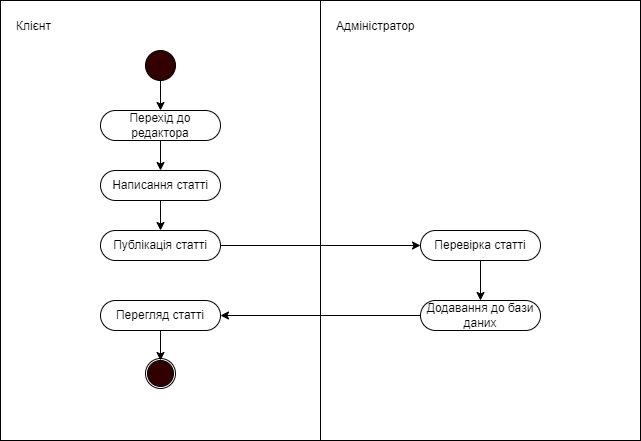 Клієнт
Адміністратор
Перехід до
редактора
Написання статті
Публікація статті
Перевірка статті
Перегляд статті
Додавання до бази
даних